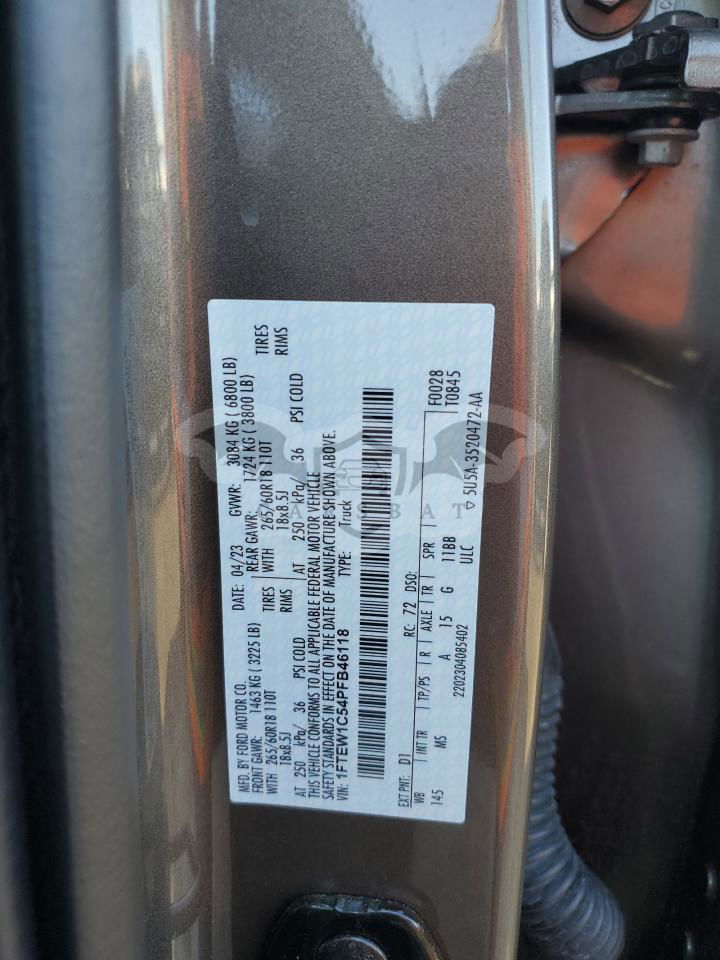 MFD. BY FORD MOTOR CO.
DATE: 04/23 GVWR: 3084 KG ( 6800 LB)
FRONT GAWR: 1463 KG ( 3225 LB)
REAR GAWR: 1724 KG ( 3800 LB)
WITH 265/60R18 110T TIRES
WITH 265/60R18 110T TIRES
18x8.5J RIMS
18x8.5J RIMS
AT 250 kPa/ 36 PSI COLD
AT 250 kPa/ 36 PSI COLD
THIS VEHICLE CONFORMS TO ALL APPLICABLE FEDERAL MOTOR VEHICLE
SAFETY STANDARDS IN EFFECT ON THE DATE OF MANUFACTURE SHOWN ABOVE.
VIN: 1FTEW1C54PFB46118 TYPE: Truck
F0028
T0845
EXT PNT: D1 RC: 72 DSO:
WB INT TR TP/PS R AXLE TR SPR
145 MS A 15 G 11BB
2202304085402 ULC
5U5A-3520472-AA